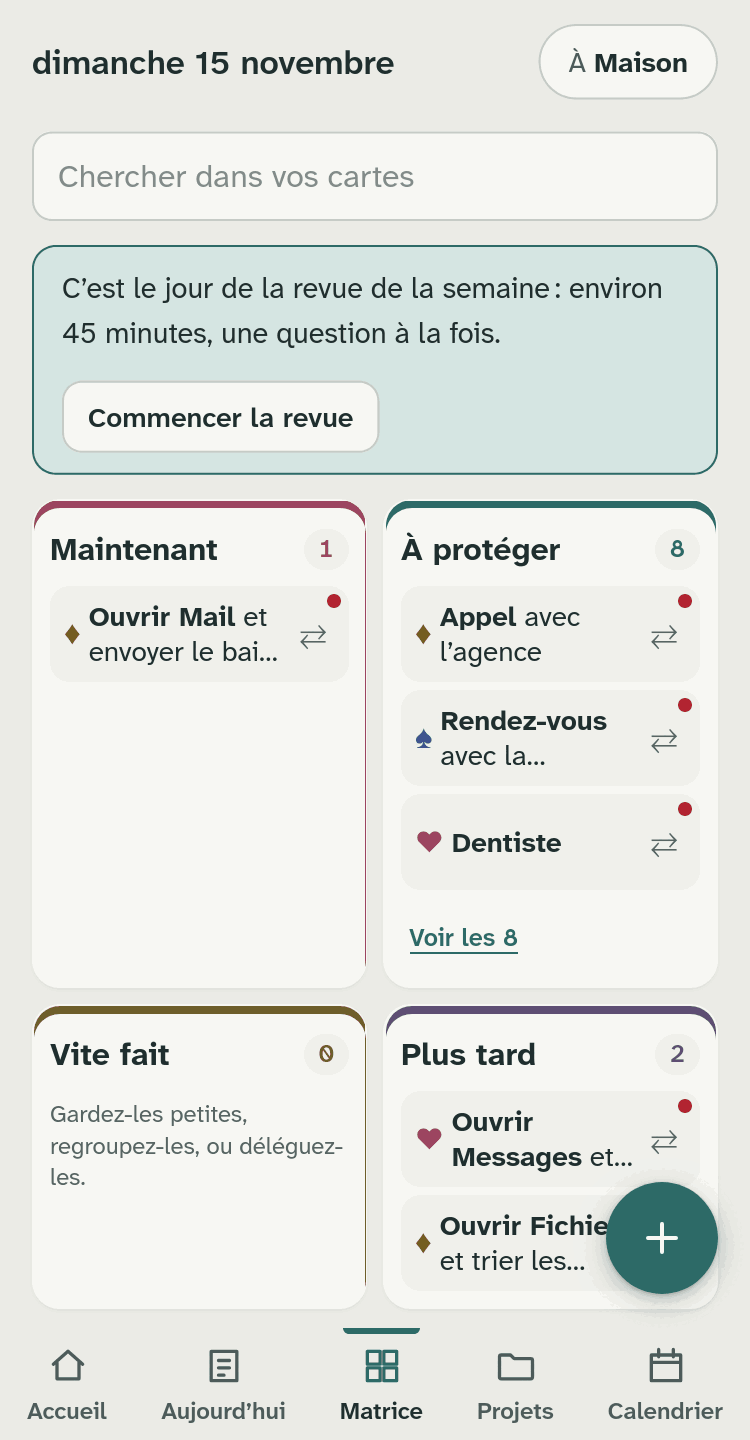 dimanche 15 novembre
À Maison
Chercher dans vos cartes
C’est le jour de la revue de la semaine : environ
45 minutes, une question à la fois.
Commencer la revue
Maintenant 1
Ouvrir Mail et
envoyer le bai...
À protéger 8
Appel avec
l’agence
Rendez-vous
avec la...
Dentiste
Voir les 8
Vite fait 0
Gardez-les petites,
regroupez-les, ou déléguez-
les.
Plus tard 2
Ouvrir
Messages et...
Ouvrir Fichie
et trier les...
Accueil
Aujourd’hui
Matrice
Projets
Calendrier